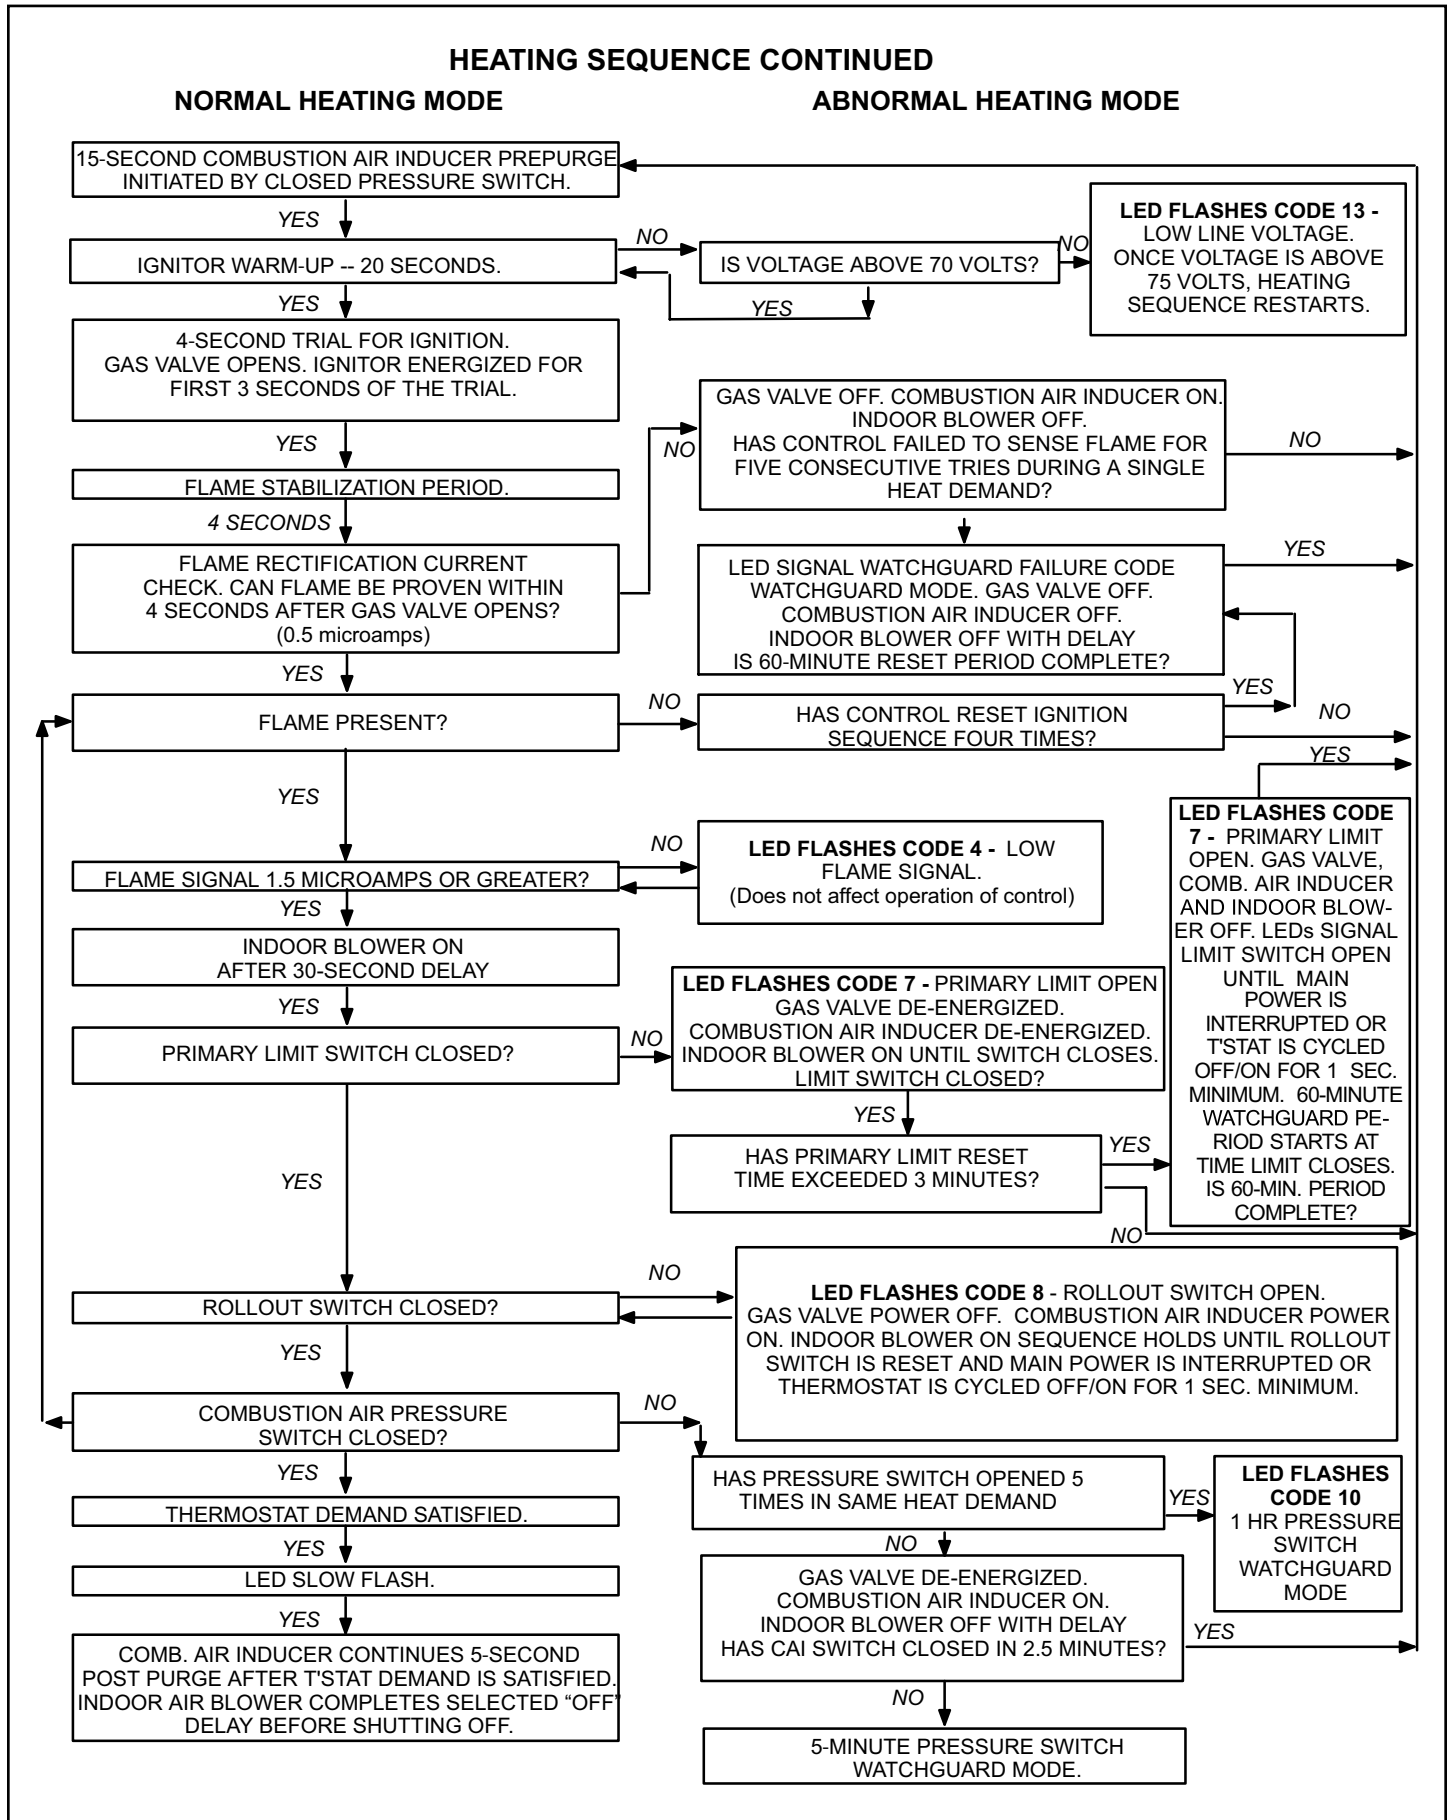 HEATING SEQUENCE CONTINUED
NORMAL HEATING MODE
ABNORMAL HEATING MODE
15-SECOND COMBUSTION AIR INDUCER PREPURGE
INITIATED BY CLOSED PRESSURE SWITCH.
YES
IGNITOR WARM-UP -- 20 SECONDS.
NO
IS VOLTAGE ABOVE 70 VOLTS?
NO
YES
LED FLASHES CODE 13 -
LOW LINE VOLTAGE.
ONCE VOLTAGE IS ABOVE
75 VOLTS, HEATING
SEQUENCE RESTARTS.
YES
4-SECOND TRIAL FOR IGNITION.
GAS VALVE OPENS. IGNITOR ENERGIZED FOR
FIRST 3 SECONDS OF THE TRIAL.
YES
FLAME STABILIZATION PERIOD.
4 SECONDS
FLAME RECTIFICATION CURRENT
CHECK. CAN FLAME BE PROVEN WITHIN
4 SECONDS AFTER GAS VALVE OPENS?
(0.5 microamps)
NO
GAS VALVE OFF. COMBUSTION AIR INDUCER ON.
INDOOR BLOWER OFF.
HAS CONTROL FAILED TO SENSE FLAME FOR
FIVE CONSECUTIVE TRIES DURING A SINGLE
HEAT DEMAND?
NO
LED SIGNAL WATCHGUARD FAILURE CODE
WATCHGUARD MODE. GAS VALVE OFF.
COMBUSTION AIR INDUCER OFF.
INDOOR BLOWER OFF WITH DELAY
IS 60-MINUTE RESET PERIOD COMPLETE?
YES
YES
FLAME PRESENT?
NO
HAS CONTROL RESET IGNITION
SEQUENCE FOUR TIMES?
YES
NO
YES
FLAME SIGNAL 1.5 MICROAMPS OR GREATER?
NO
LED FLASHES CODE 4 - LOW
FLAME SIGNAL.
(Does not affect operation of control)
YES
LED FLASHES CODE
7 - PRIMARY LIMIT
OPEN. GAS VALVE,
COMB. AIR INDUCER
AND INDOOR BLOW-
ER OFF. LEDs SIGNAL
LIMIT SWITCH OPEN
UNTIL MAIN
POWER IS
INTERRUPTED OR
T'STAT IS CYCLED
OFF/ON FOR 1 SEC.
MINIMUM. 60-MINUTE
WATCHGUARD PE-
RIOD STARTS AT
TIME LIMIT CLOSES.
IS 60-MIN. PERIOD
COMPLETE?
YES
INDOOR BLOWER ON
AFTER 30-SECOND DELAY
YES
PRIMARY LIMIT SWITCH CLOSED?
NO
LED FLASHES CODE 7 - PRIMARY LIMIT OPEN
GAS VALVE DE-ENERGIZED.
COMBUSTION AIR INDUCER DE-ENERGIZED.
INDOOR BLOWER ON UNTIL SWITCH CLOSES.
LIMIT SWITCH CLOSED?
YES
HAS PRIMARY LIMIT RESET
TIME EXCEEDED 3 MINUTES?
YES
NO
YES
ROLLOUT SWITCH CLOSED?
NO
LED FLASHES CODE 8 - ROLLOUT SWITCH OPEN.
GAS VALVE POWER OFF. COMBUSTION AIR INDUCER POWER
ON. INDOOR BLOWER ON SEQUENCE HOLDS UNTIL ROLLOUT
SWITCH IS RESET AND MAIN POWER IS INTERRUPTED OR
THERMOSTAT IS CYCLED OFF/ON FOR 1 SEC. MINIMUM.
YES
COMBUSTION AIR PRESSURE
SWITCH CLOSED?
NO
HAS PRESSURE SWITCH OPENED 5
TIMES IN SAME HEAT DEMAND
YES
LED FLASHES
CODE 10
1 HR PRESSURE
SWITCH
WATCHGUARD
MODE
NO
YES
THERMOSTAT DEMAND SATISFIED.
YES
LED SLOW FLASH.
YES
GAS VALVE DE-ENERGIZED.
COMBUSTION AIR INDUCER ON.
INDOOR BLOWER OFF WITH DELAY
HAS CAI SWITCH CLOSED IN 2.5 MINUTES?
YES
COMB. AIR INDUCER CONTINUES 5-SECOND
POST PURGE AFTER T'STAT DEMAND IS SATISFIED.
INDOOR AIR BLOWER COMPLETES SELECTED “OFF”
DELAY BEFORE SHUTTING OFF.
NO
5-MINUTE PRESSURE SWITCH
WATCHGUARD MODE.